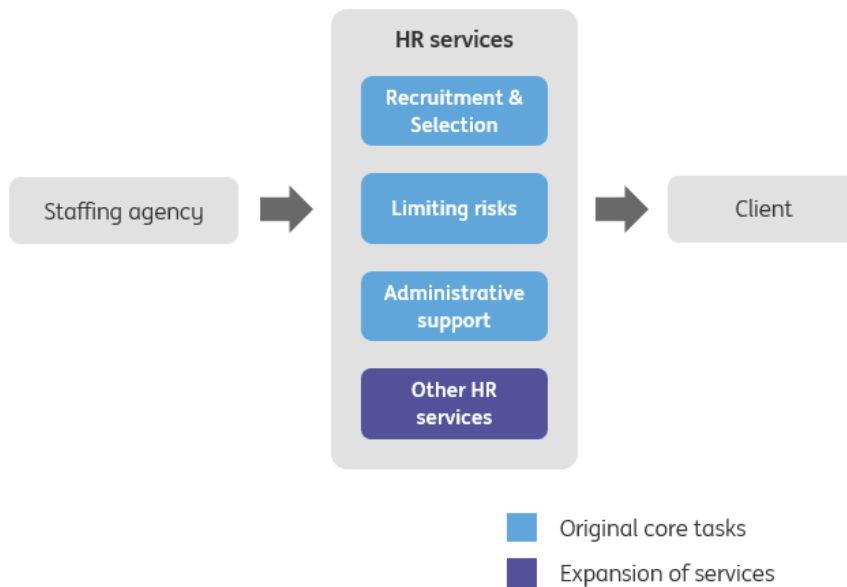 HR services
Recruitment &
Selection
Staffing agency
Limiting risks
Client
Administrative
support
Other HR
services
Original core tasks
Expansion of services